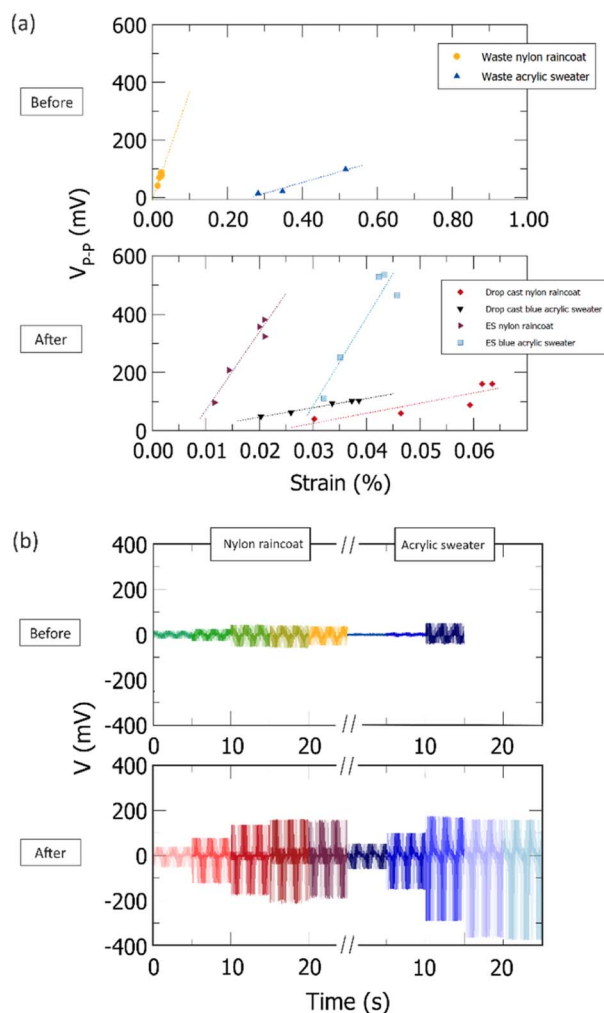 (a)
600
400
200
0
Before
Waste nylon raincoat
Waste acrylic sweater
0.00 0.20 0.40 0.60 0.80 1.00
V_P-P (mV)
600
500
400
300
200
100
0
After
Drop cast nylon raincoat
Drop cast blue acrylic sweater
ES nylon raincoat
ES blue acrylic sweater
0.00 0.01 0.02 0.03 0.04 0.05 0.06
Strain (%)
(b)
Nylon raincoat // Acrylic sweater
400
200
0
-200
-400
Before
0 10 20 // 10 20
V (mV)
400
200
0
-200
-400
After
0 10 20 // 10 20
Time (s)